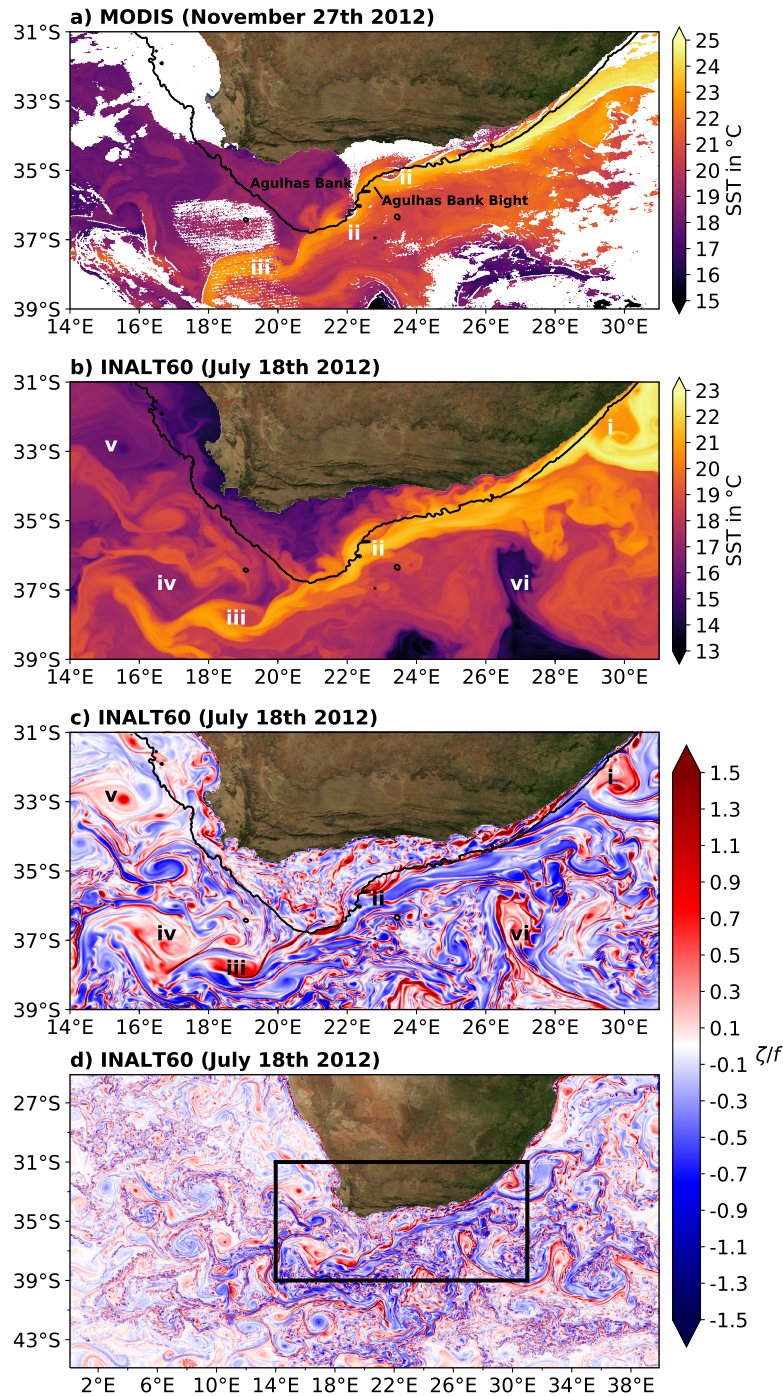 a) MODIS (November 27th 2012)
31°S
33°S
35°S
37°S
39°S
ii
Agulhas Bank
Agulhas Bank Bight
ii
iii
14°E 16°E 18°E 20°E 22°E 24°E 26°E 28°E 30°E
25
24
23
22
21
20
19
18
17
16
15
SST in °C
b) INALT60 (July 18th 2012)
31°S
33°S
35°S
37°S
39°S
i
v
ii
iv
vi
iii
14°E 16°E 18°E 20°E 22°E 24°E 26°E 28°E 30°E
23
22
21
20
19
18
17
16
15
14
13
SST in °C
c) INALT60 (July 18th 2012)
31°S
33°S
35°S
37°S
39°S
i
v
ii
iv
vi
iii
14°E 16°E 18°E 20°E 22°E 24°E 26°E 28°E 30°E
d) INALT60 (July 18th 2012)
27°S
31°S
35°S
39°S
43°S
2°E 6°E 10°E 14°E 18°E 22°E 26°E 30°E 34°E 38°E
1.5
1.3
1.1
0.9
0.7
0.5
0.3
0.1
-0.1
-0.3
-0.5
-0.7
-0.9
-1.1
-1.3
-1.5
ζ/f